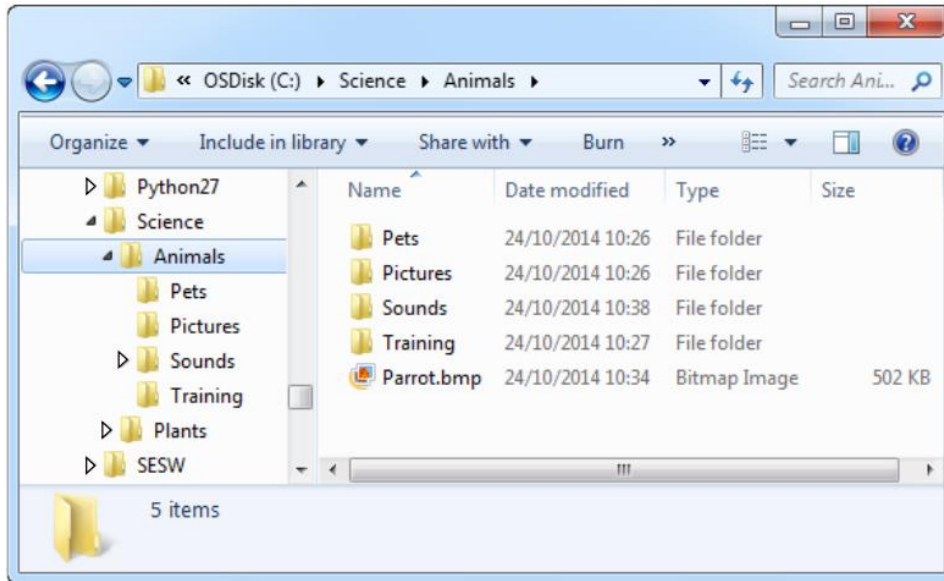 « OSDisk (C:) Science Animals
Search Ani...
Organize Include in library Share with Burn »
Python27
Science
Animals
Pets
Pictures
Sounds
Training
Plants
SESW
Name Date modified Type Size
Pets 24/10/2014 10:26 File folder
Pictures 24/10/2014 10:26 File folder
Sounds 24/10/2014 10:38 File folder
Training 24/10/2014 10:27 File folder
Parrot.bmp 24/10/2014 10:34 Bitmap Image 502 KB
5 items